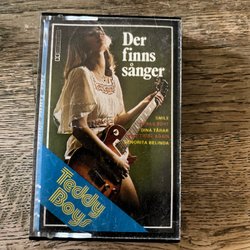 Der
finns
sånger
SMILE
DINA TÅRAR
SENORITA BELINDA
Teddy
Boys